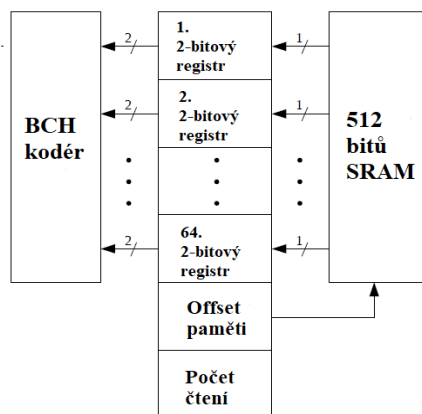 BCH
kodér
2
2
2
1.
2-bitový
registr
2.
2-bitový
registr
64.
2-bitový
registr
Offset
paměti
Počet
čtení
1
1
1
512
bitů
SRAM